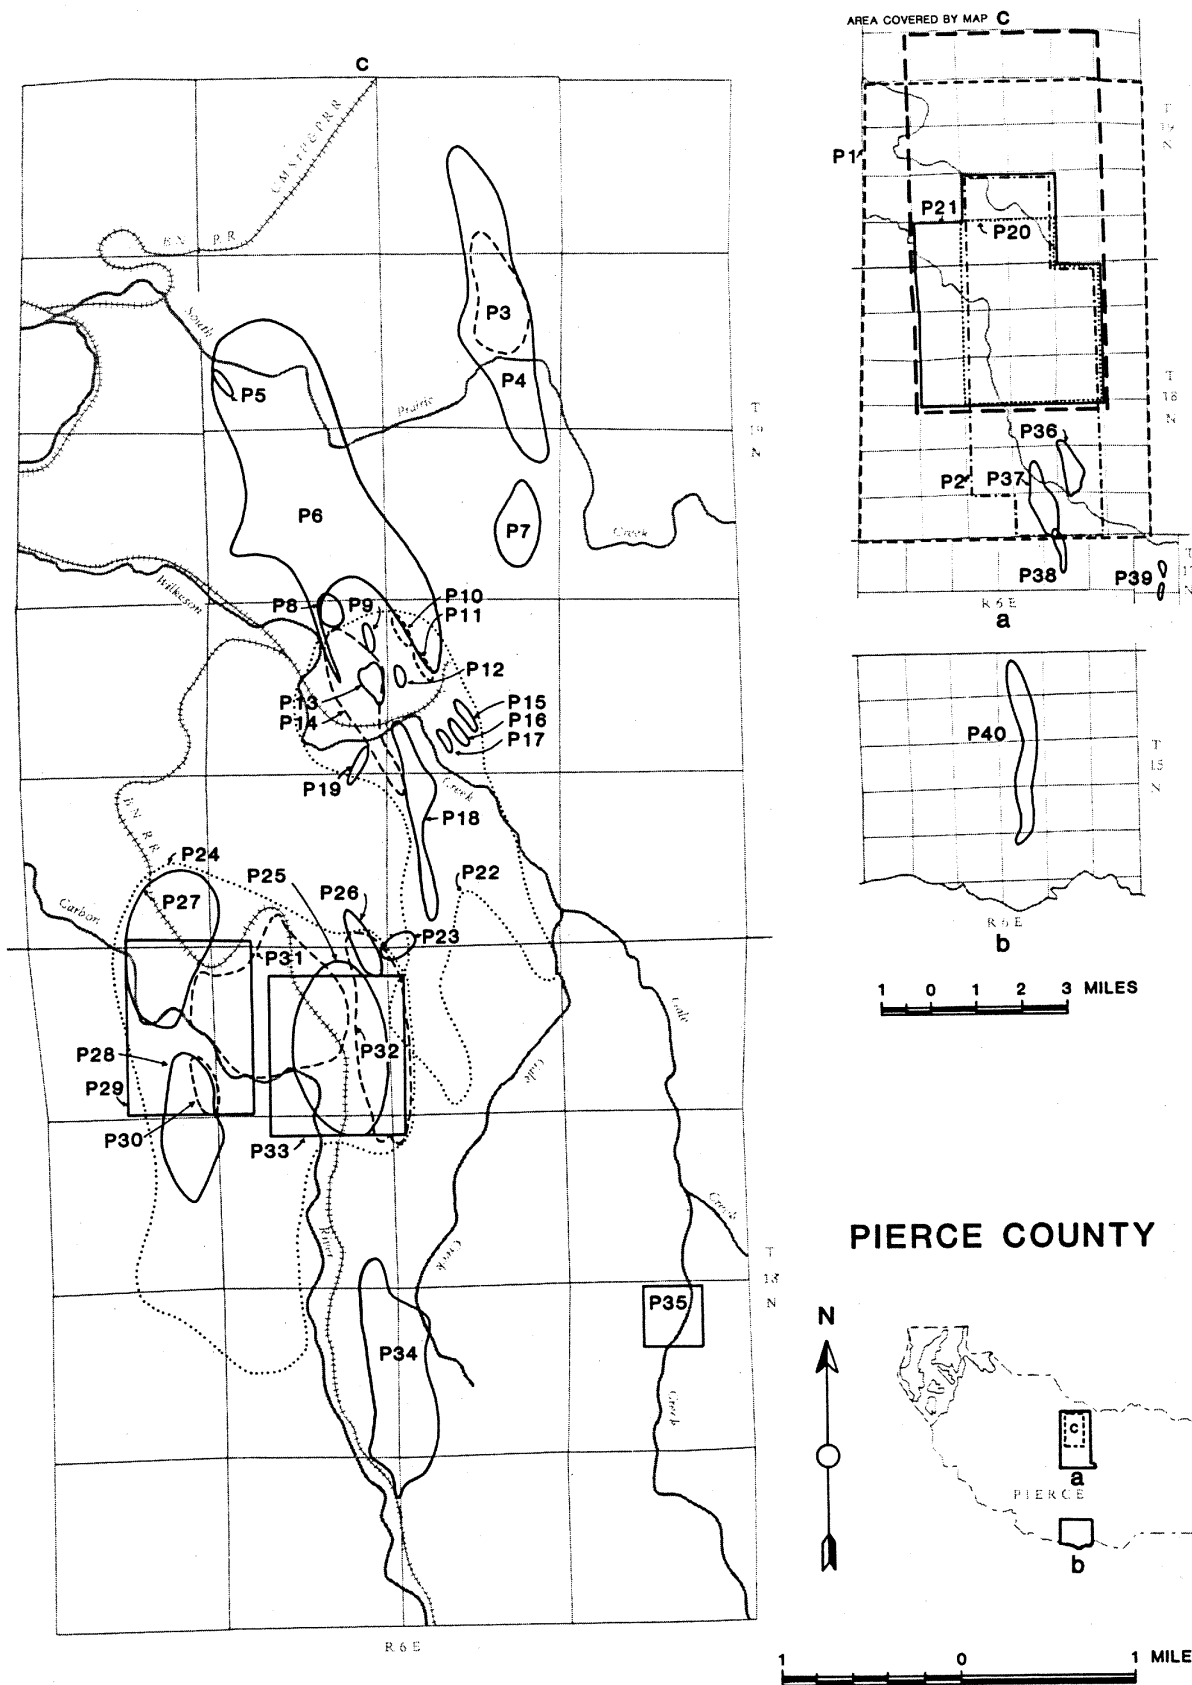 C
C.M.ST.P.&P.R.R
B.N. R.R
South
P3
P4
P5
Prairie
T
19
N
P6
P7
Creek
Wilkeson
P8
P9
P10
P11
P12
P13
P14
P15
P16
P17
P19
Creek
P18
B.N. R.R.
P24
P25
P26
P22
P27
Carbon
P23
P31
Gale
P28
P32
Gale
P29
P30
P33
Creek
River
Creek
T
18
N
P35
P34
Creek
R 6 E
AREA COVERED BY MAP C
T
19
N
P1
P21
P20
T
18
N
P36
P2
P37
P38
P39
T
17
N
R 6 E
a
P40
T
15
N
R 6 E
b
1 0 1 2 3 MILES
PIERCE COUNTY
N
C
a
PIERCE
b
1 0 1 MILE